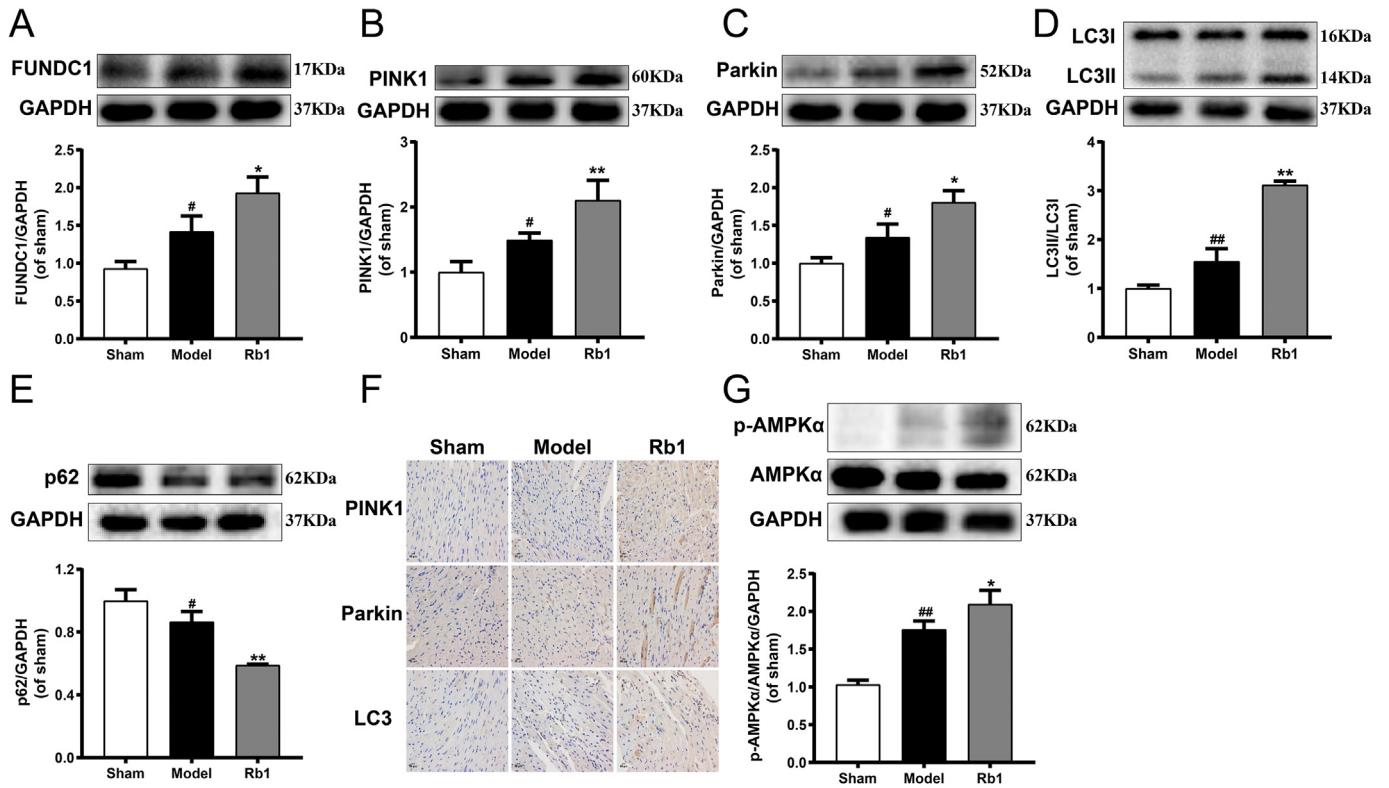 A
FUNDC1 17KDa
GAPDH 37KDa
FUNDC1/GAPDH
(of sham)
2.5
2.0
1.5
1.0
0.5
0.0
#
*
Sham Model Rb1
B
PINK1 60KDa
GAPDH 37KDa
PINK1/GAPDH
(of sham)
3
2
1
0
#
**
Sham Model Rb1
C
Parkin 52KDa
GAPDH 37KDa
Parkin/GAPDH
(of sham)
2.5
2.0
1.5
1.0
0.5
0.0
#
*
Sham Model Rb1
D
LC3I 16KDa
LC3II 14KDa
GAPDH 37KDa
LC3II/LC3I
(of sham)
4
3
2
1
0
##
**
Sham Model Rb1
E
p62 62KDa
GAPDH 37KDa
p62/GAPDH
(of sham)
1.2
0.8
0.4
0.0
#
**
Sham Model Rb1
F
Sham Model Rb1
PINK1
Parkin
LC3
G
p-AMPKα 62KDa
AMPKα 62KDa
GAPDH 37KDa
p-AMPKα/AMPKα/GAPDH
(of sham)
2.5
2.0
1.5
1.0
0.5
0.0
##
*
Sham Model Rb1